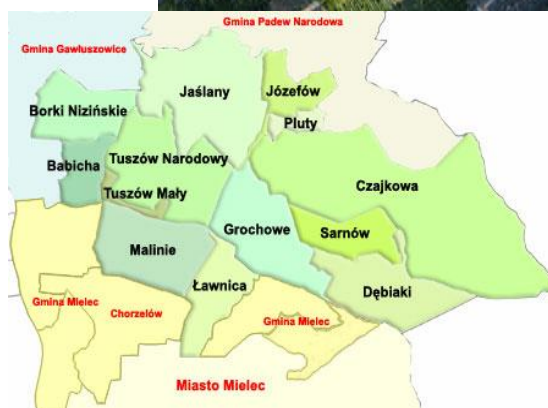 Gmina Padew Narodowa
Gmina Gawłuszowice
Jaślany
Józefów
Borki Nizińskie
Pluty
Babicha
Tuszów Narodowy
Czajkowa
Tuszów Mały
Grochowe
Sarnów
Malinie
Ławnica
Dębiaki
Gmina Mielec
Chorzelów
Gmina Mielec
Miasto Mielec